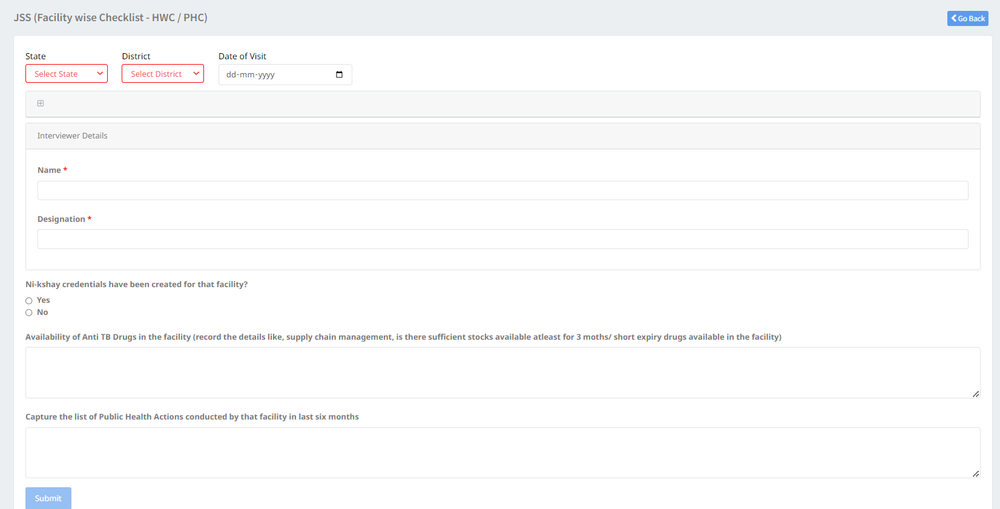 JSS (Facility wise Checklist - HWC / PHC)
Go Back
State
District
Date of Visit
Select State
Select District
dd-mm-yyyy
Interviewer Details
Name *
Designation *
Ni-kshay credentials have been created for that facility?
Yes
No
Availability of Anti TB Drugs in the facility (record the details like, supply chain management, is there sufficient stocks available atleast for 3 moths/ short expiry drugs available in the facility)
Capture the list of Public Health Actions conducted by that facility in last six months
Submit